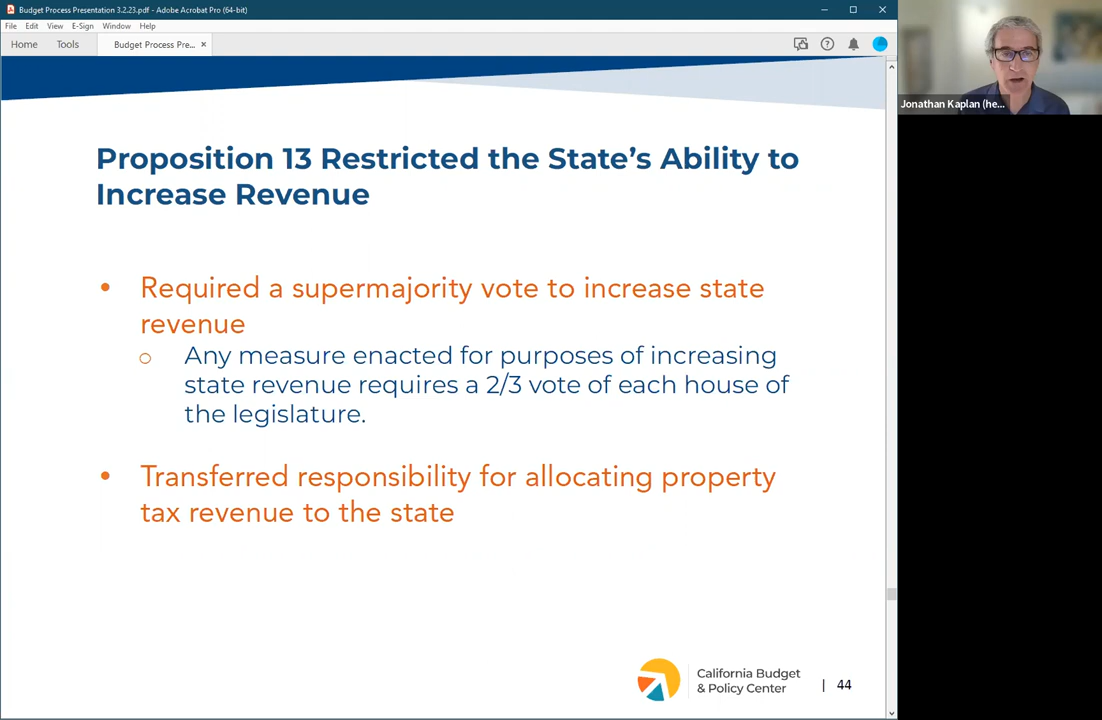 Budget Process Presentation 3.2.23.pdf - Adobe Acrobat Pro (64-bit)
File Edit View E-Sign Window Help
Home Tools Budget Process Pre... ×
Jonathan Kaplan (he...
Proposition 13 Restricted the State's Ability to
Increase Revenue
• Required a supermajority vote to increase state
revenue
○ Any measure enacted for purposes of increasing
state revenue requires a 2/3 vote of each house of
the legislature.
• Transferred responsibility for allocating property
tax revenue to the state
California Budget
& Policy Center
| 44